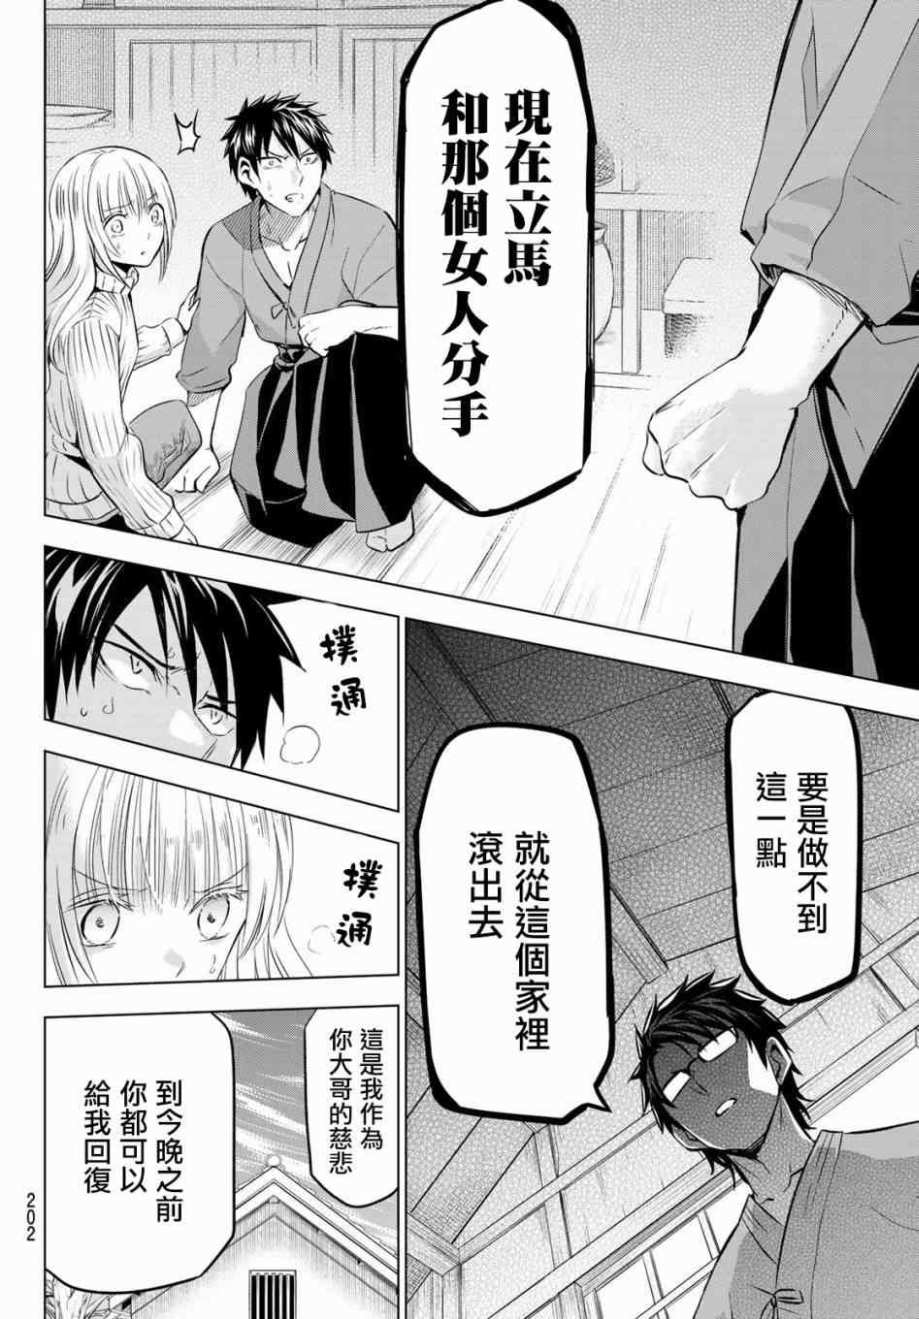 現在立馬
和那個女人分手
要是做不到
這一點
就從這個家裡
滾出去
撲通
撲通
這是我作為
你大哥的慈悲
到今晚之前
你都可以
給我回復
202